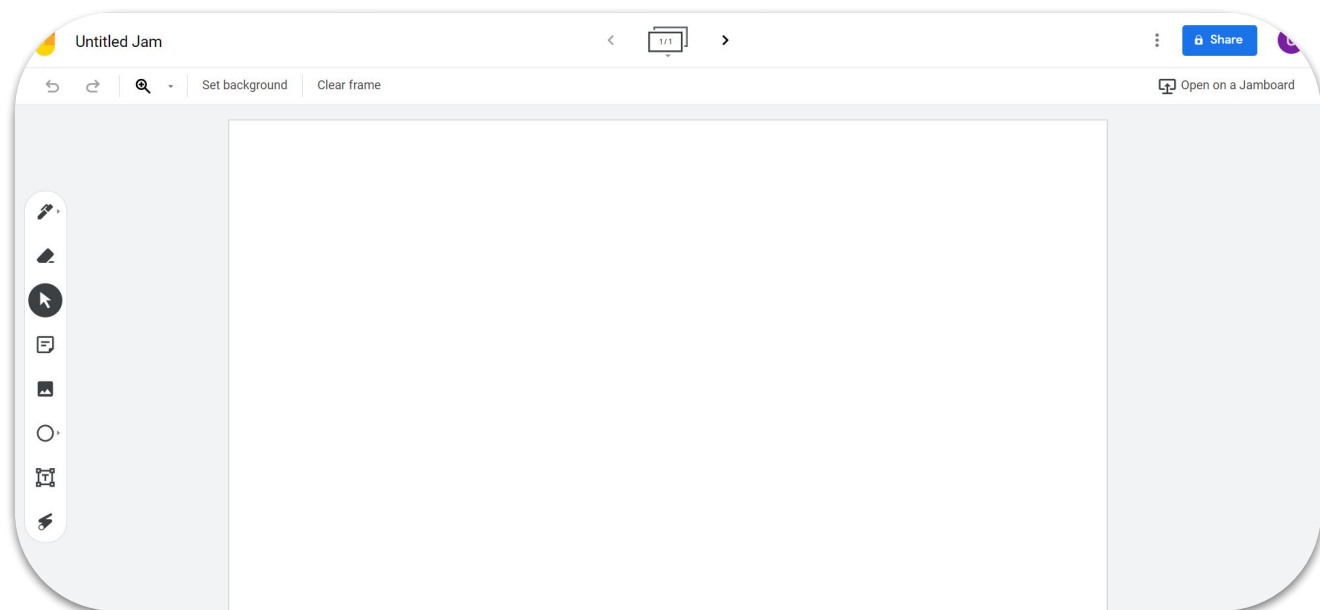 Untitled Jam
1/1
Share
Set background
Clear frame
Open on a Jamboard
T